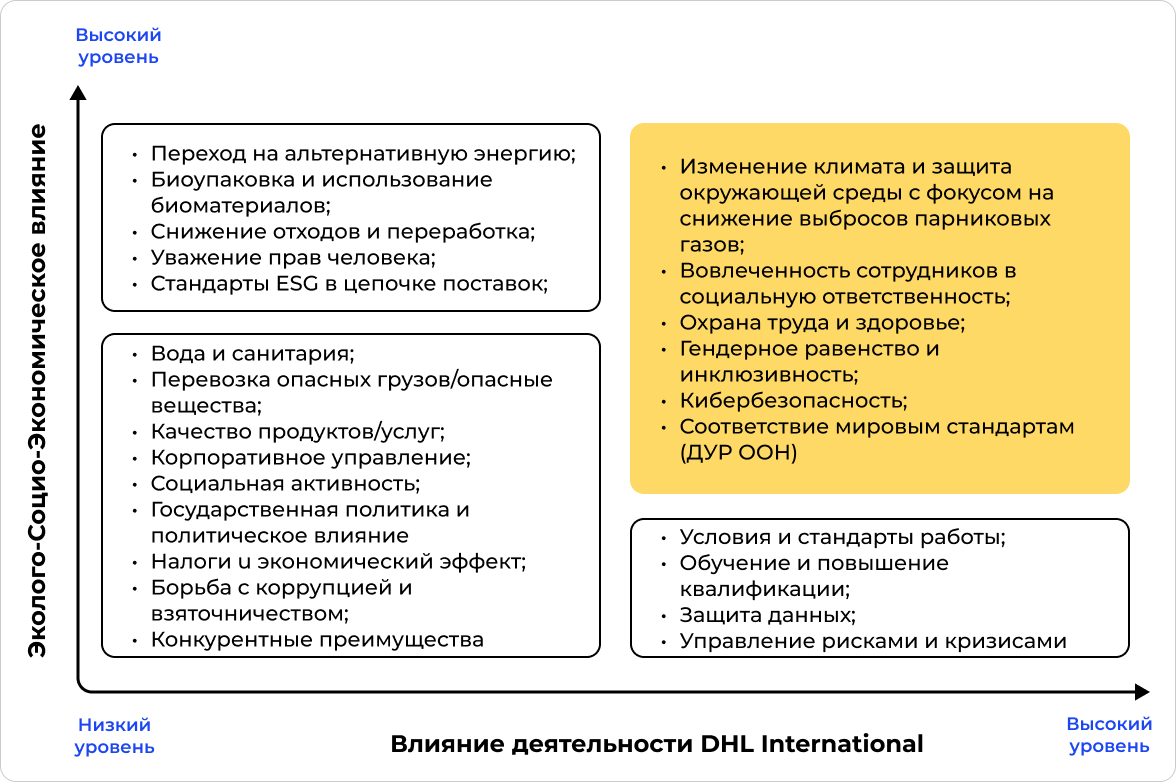 Высокий
уровень
Эколого-Социо-Экономическое влияние
• Переход на альтернативную энергию;
• Биоупаковка и использование
биоматериалов;
• Снижение отходов и переработка;
• Уважение прав человека;
• Стандарты ESG в цепочке поставок;
• Изменение климата и защита
окружающей среды с фокусом на
снижение выбросов парниковых
газов;
• Вовлеченность сотрудников в
социальную ответственность;
• Охрана труда и здоровье;
• Гендерное равенство и
инклюзивность;
• Кибербезопасность;
• Соответствие мировым стандартам
(ДУР ООН)
• Вода и санитария;
• Перевозка опасных грузов/опасные
вещества;
• Качество продуктов/услуг;
• Корпоративное управление;
• Социальная активность;
• Государственная политика и
политическое влияние
• Налоги u экономический эффект;
• Борьба с коррупцией и
взяточничеством;
• Конкурентные преимущества
• Условия и стандарты работы;
• Обучение и повышение
квалификации;
• Защита данных;
• Управление рисками и кризисами
Низкий
уровень
Влияние деятельности DHL International
Высокий
уровень